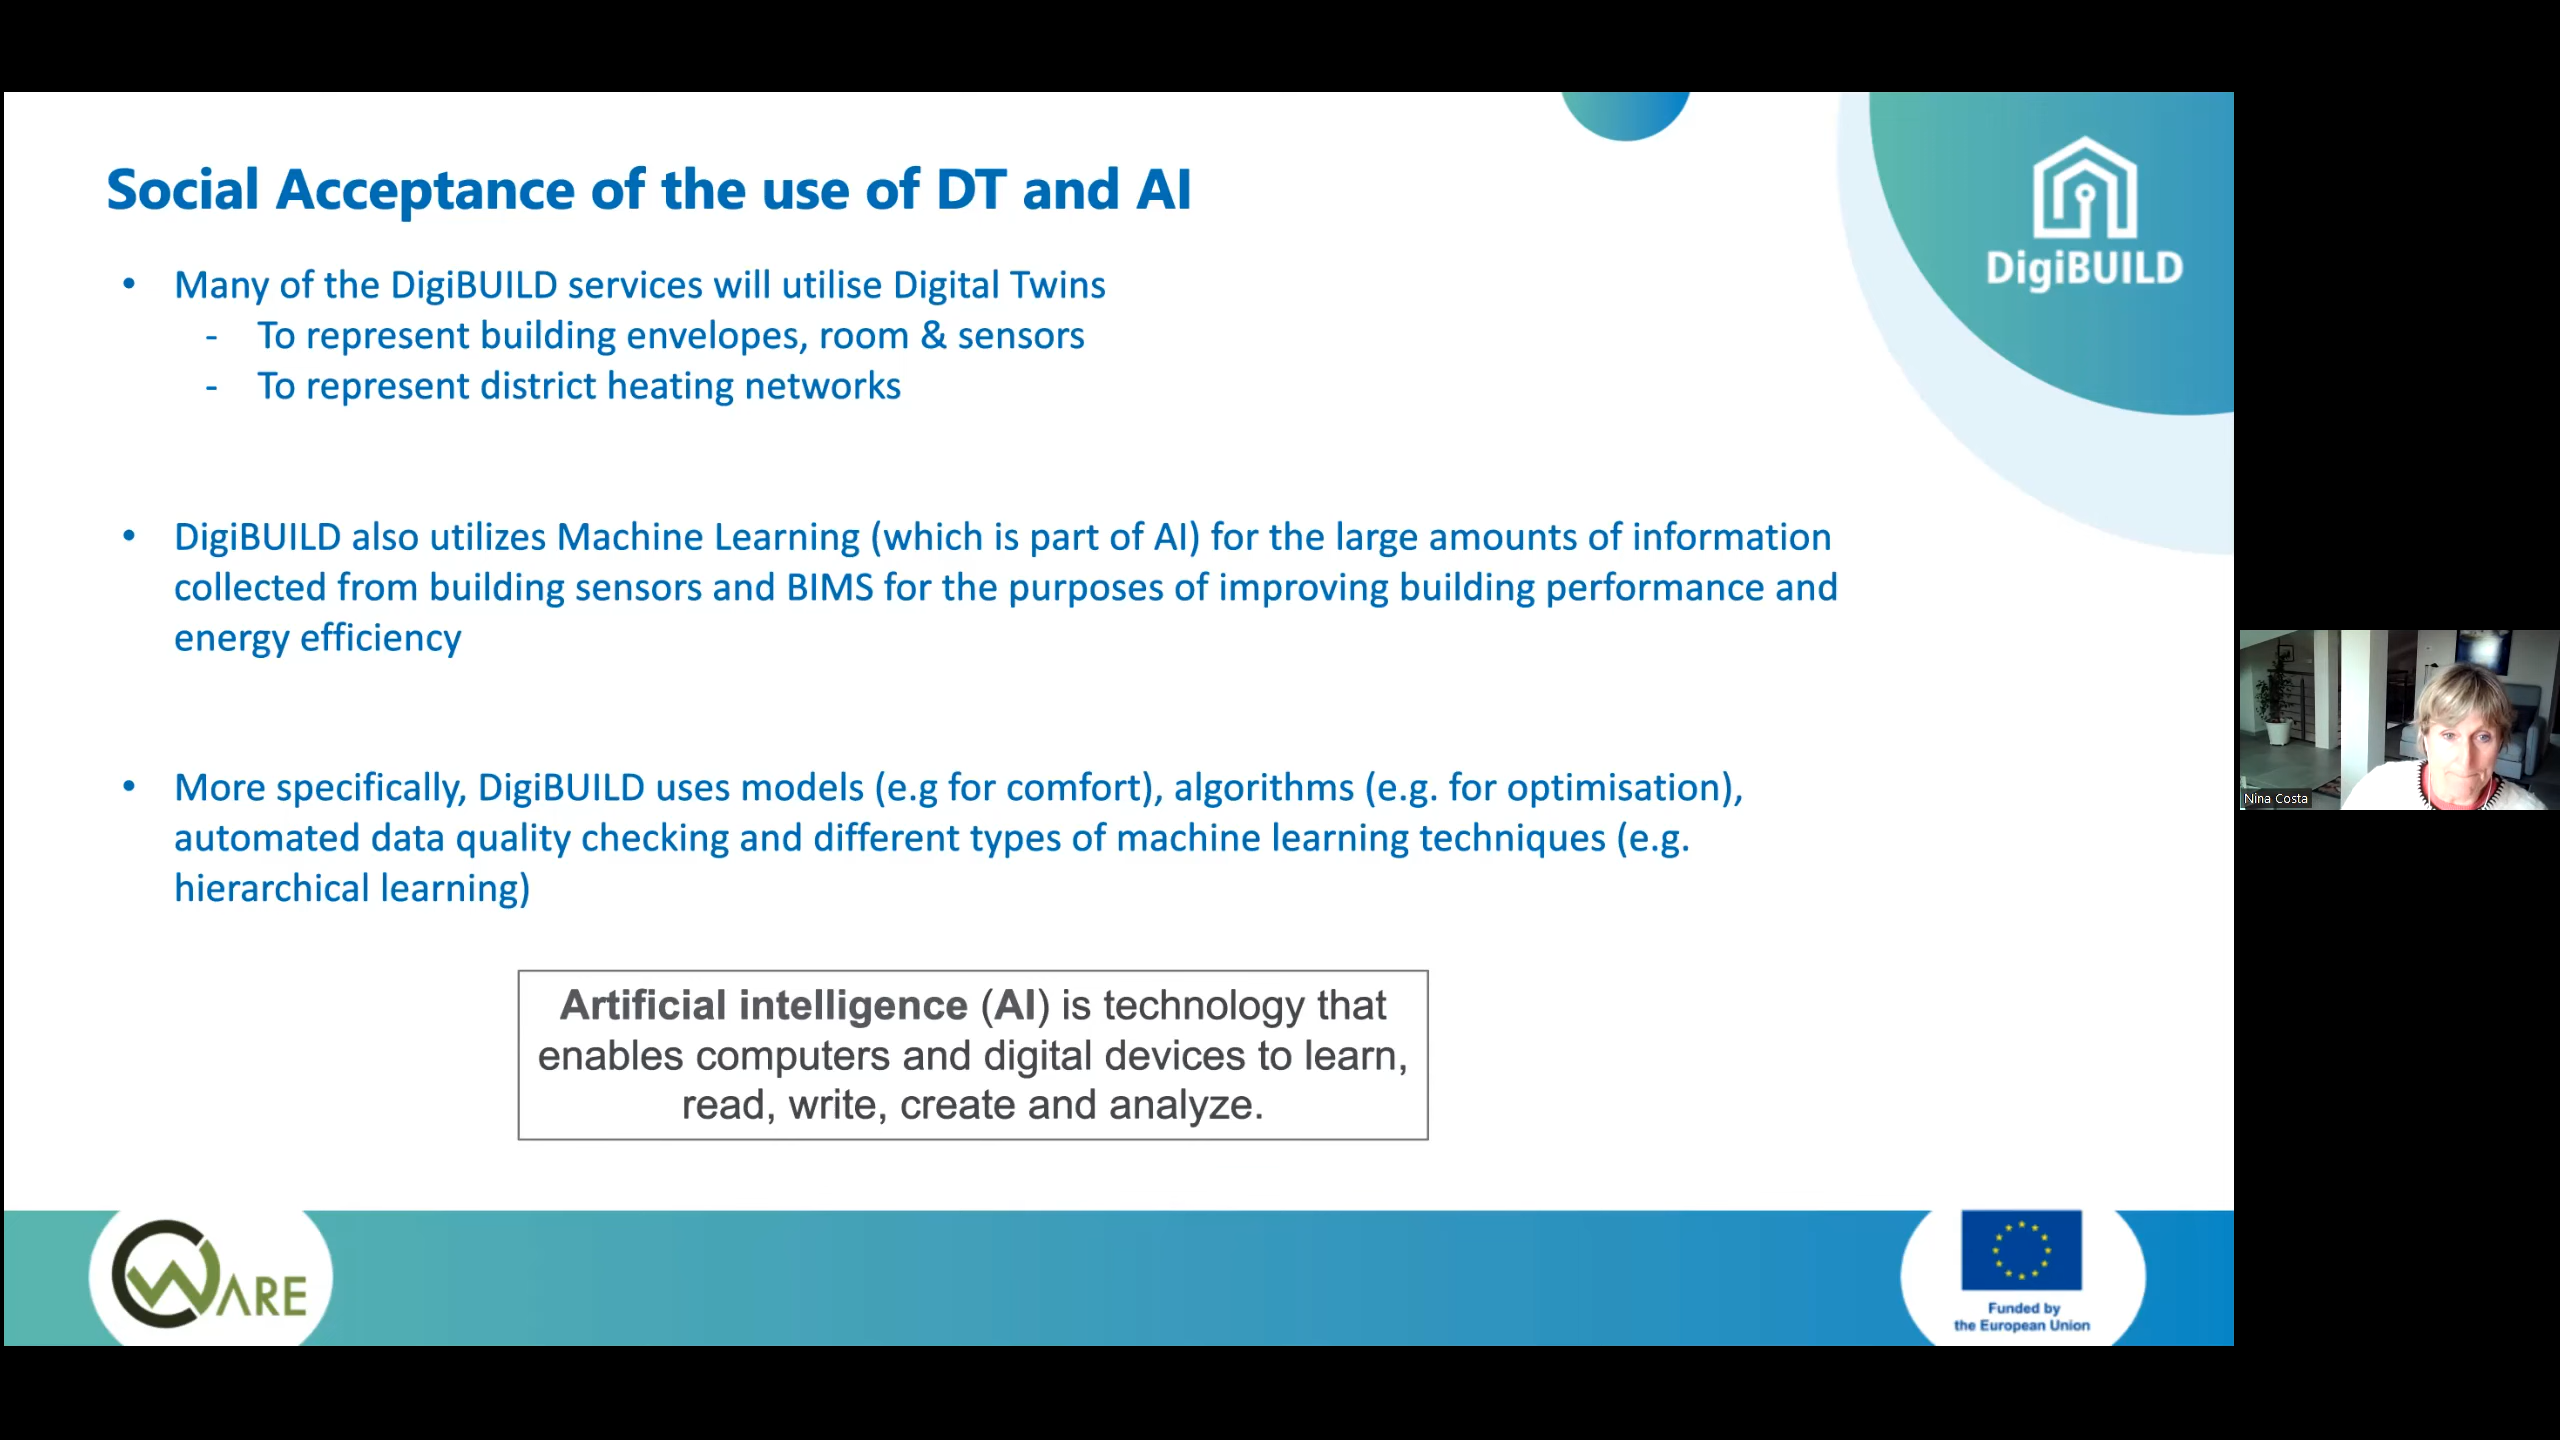 Social Acceptance of the use of DT and AI
DigiBUILD
• Many of the DigiBUILD services will utilise Digital Twins
- To represent building envelopes, room & sensors
- To represent district heating networks
• DigiBUILD also utilizes Machine Learning (which is part of AI) for the large amounts of information
collected from building sensors and BIMS for the purposes of improving building performance and
energy efficiency
• More specifically, DigiBUILD uses models (e.g for comfort), algorithms (e.g. for optimisation),
automated data quality checking and different types of machine learning techniques (e.g.
hierarchical learning)
Nina Costa
Artificial intelligence (AI) is technology that
enables computers and digital devices to learn,
read, write, create and analyze.
CWARE
Funded by
the European Union